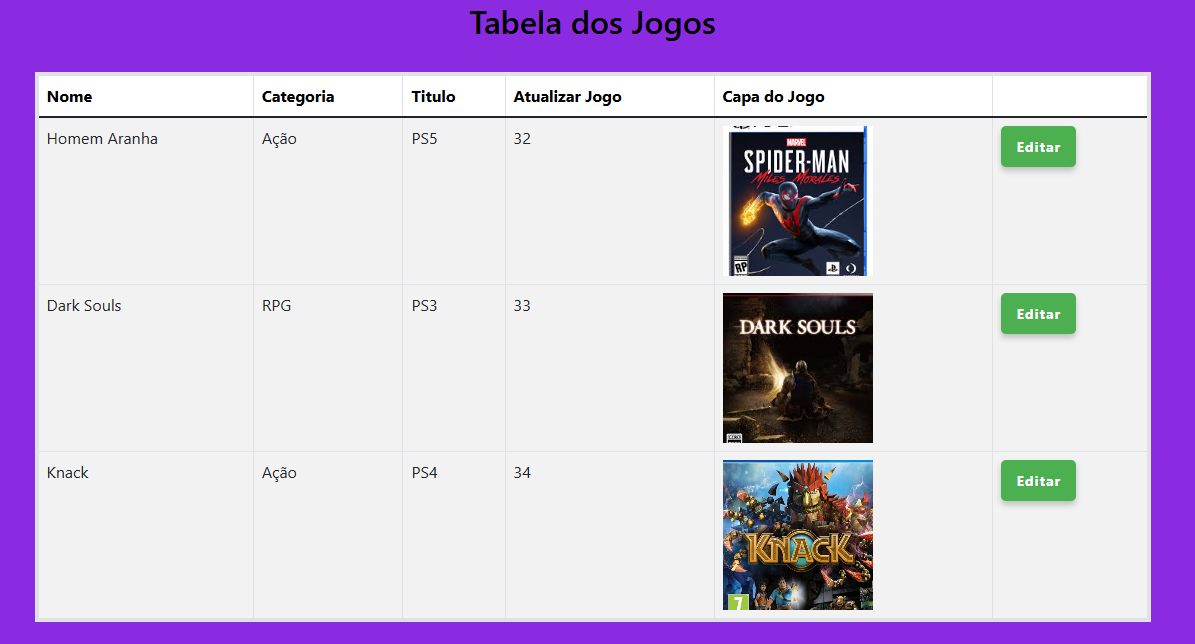 Tabela dos Jogos
Nome Categoria Titulo Atualizar Jogo Capa do Jogo
Homem Aranha Ação PS5 32 Editar
MARVEL
SPIDER-MAN
MILES MORALES
RP
Dark Souls RPG PS3 33 Editar
DARK SOULS
Knack Ação PS4 34 Editar
KNACK
7